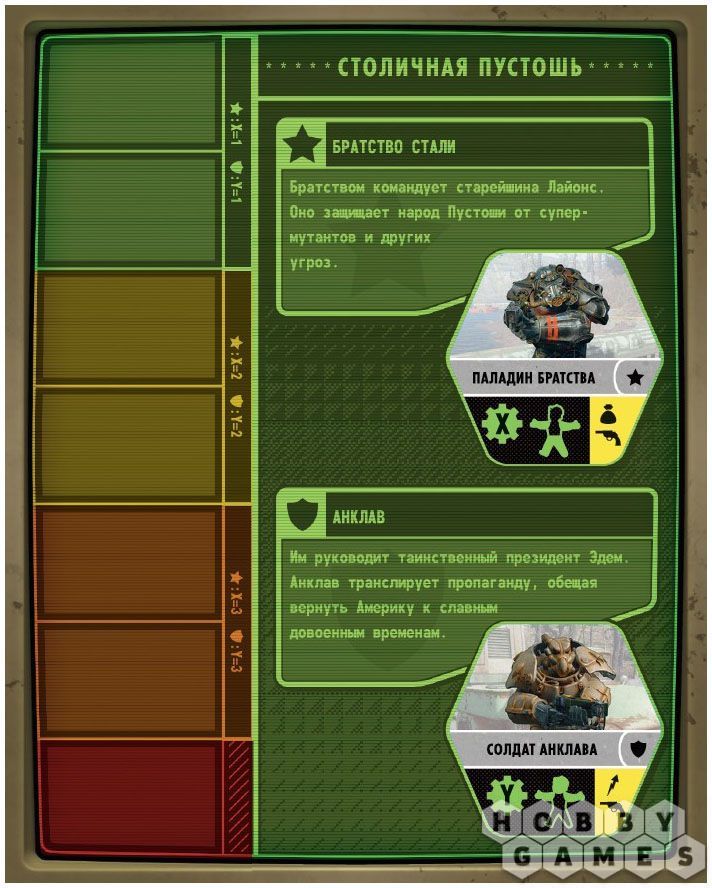 СТОЛИЧНАЯ ПУСТОШЬ
★:X=1 Y=1
БРАТСТВО СТАЛИ
Братством командует старейшина Лайонс.
Оно защищает народ Пустоши от супер-
мутантов и других
угроз.
★:X=2 :Y=2
ПАЛАДИН БРАТСТВА
X
АНКЛАВ
Им руководит таинственный президент Эдем.
Анклав транслирует пропаганду, обещая
вернуть Америку к славным
довоенным временам.
★:X=3 :Y=3
СОЛДАТ АНКЛАВА
Y
HOBBY
GAMES